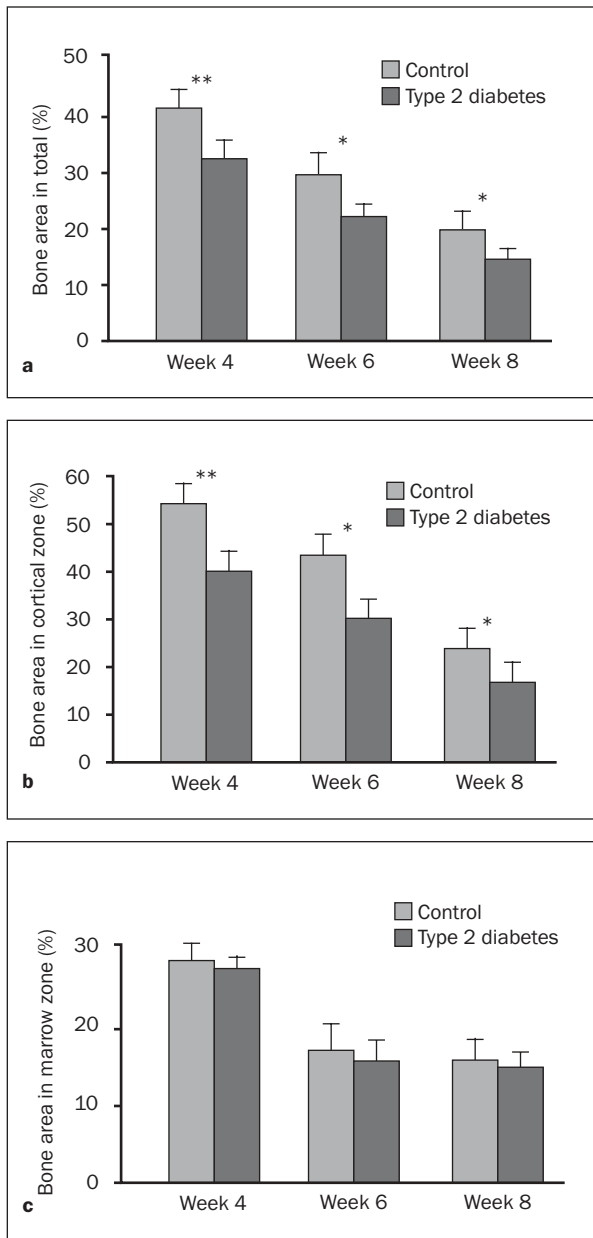 50
40
30
20
10
0
Bone area in total (%)
**
*
*
Control
Type 2 diabetes
Week 4
Week 6
Week 8
a
60
50
40
30
20
10
0
Bone area in cortical zone (%)
**
*
*
Control
Type 2 diabetes
Week 4
Week 6
Week 8
b
30
20
10
0
Bone area in marrow zone (%)
Control
Type 2 diabetes
Week 4
Week 6
Week 8
c